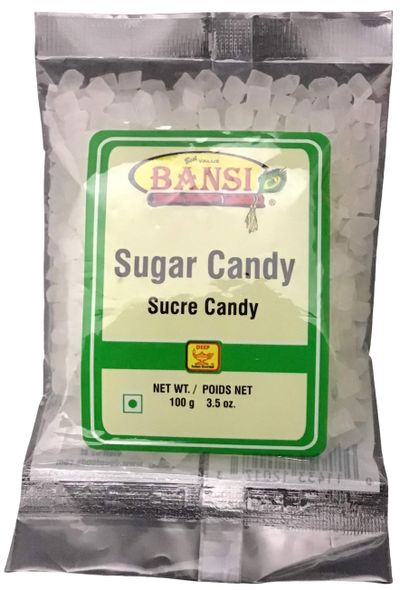 Best VALUE
BANSI
®
Sugar Candy
Sucre Candy
DEEP
NET WT. / POIDS NET
100 g 3.5 oz.